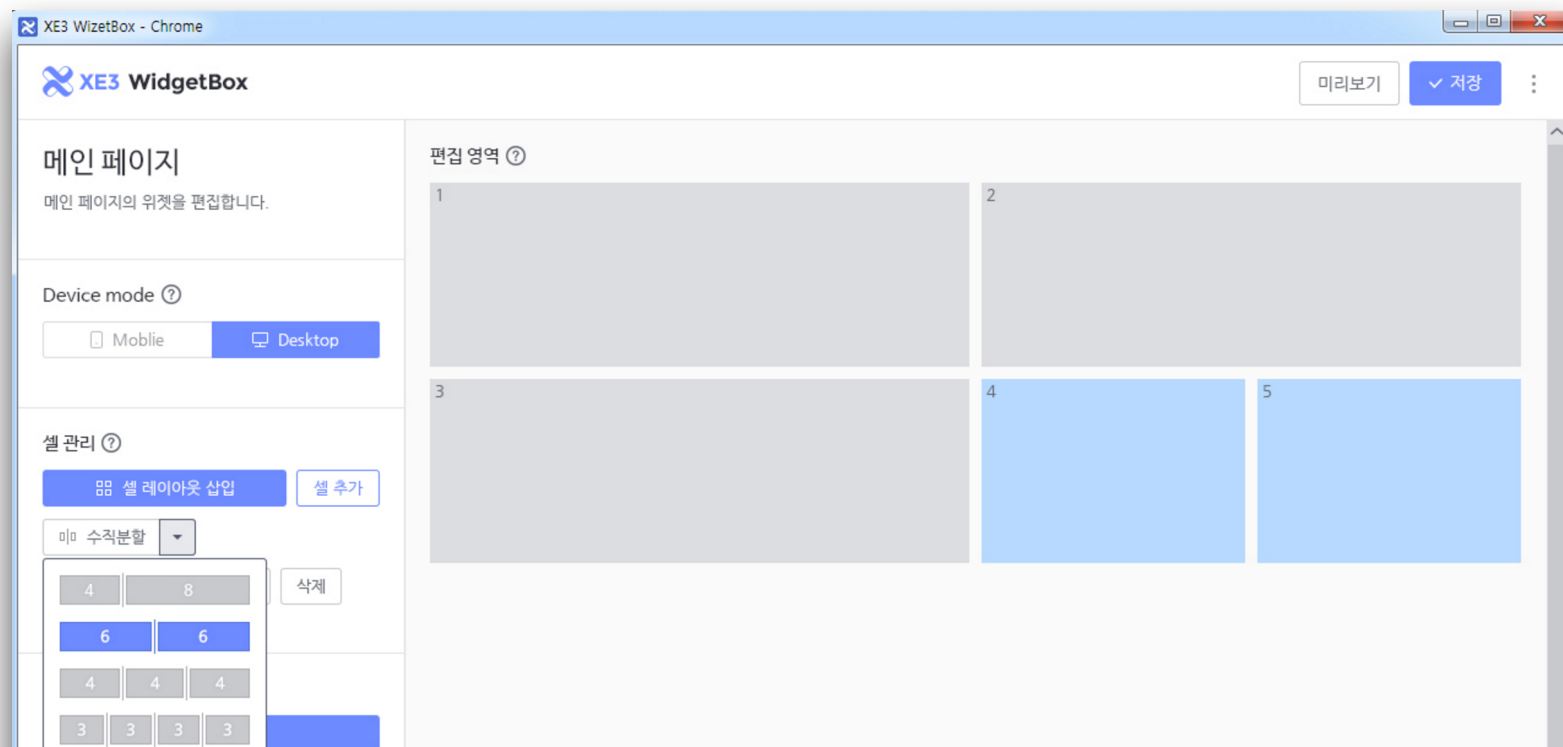 XE3 WizetBox - Chrome
XE3 WidgetBox
미리보기
저장
메인 페이지
메인 페이지의 위젯을 편집합니다.
Device mode ?
Moblie
Desktop
셀 관리 ?
셀 레이아웃 삽입
셀 추가
수직분할
삭제
4 8
6 6
4 4 4
3 3 3 3
편집 영역 ?
1 2
3 4 5